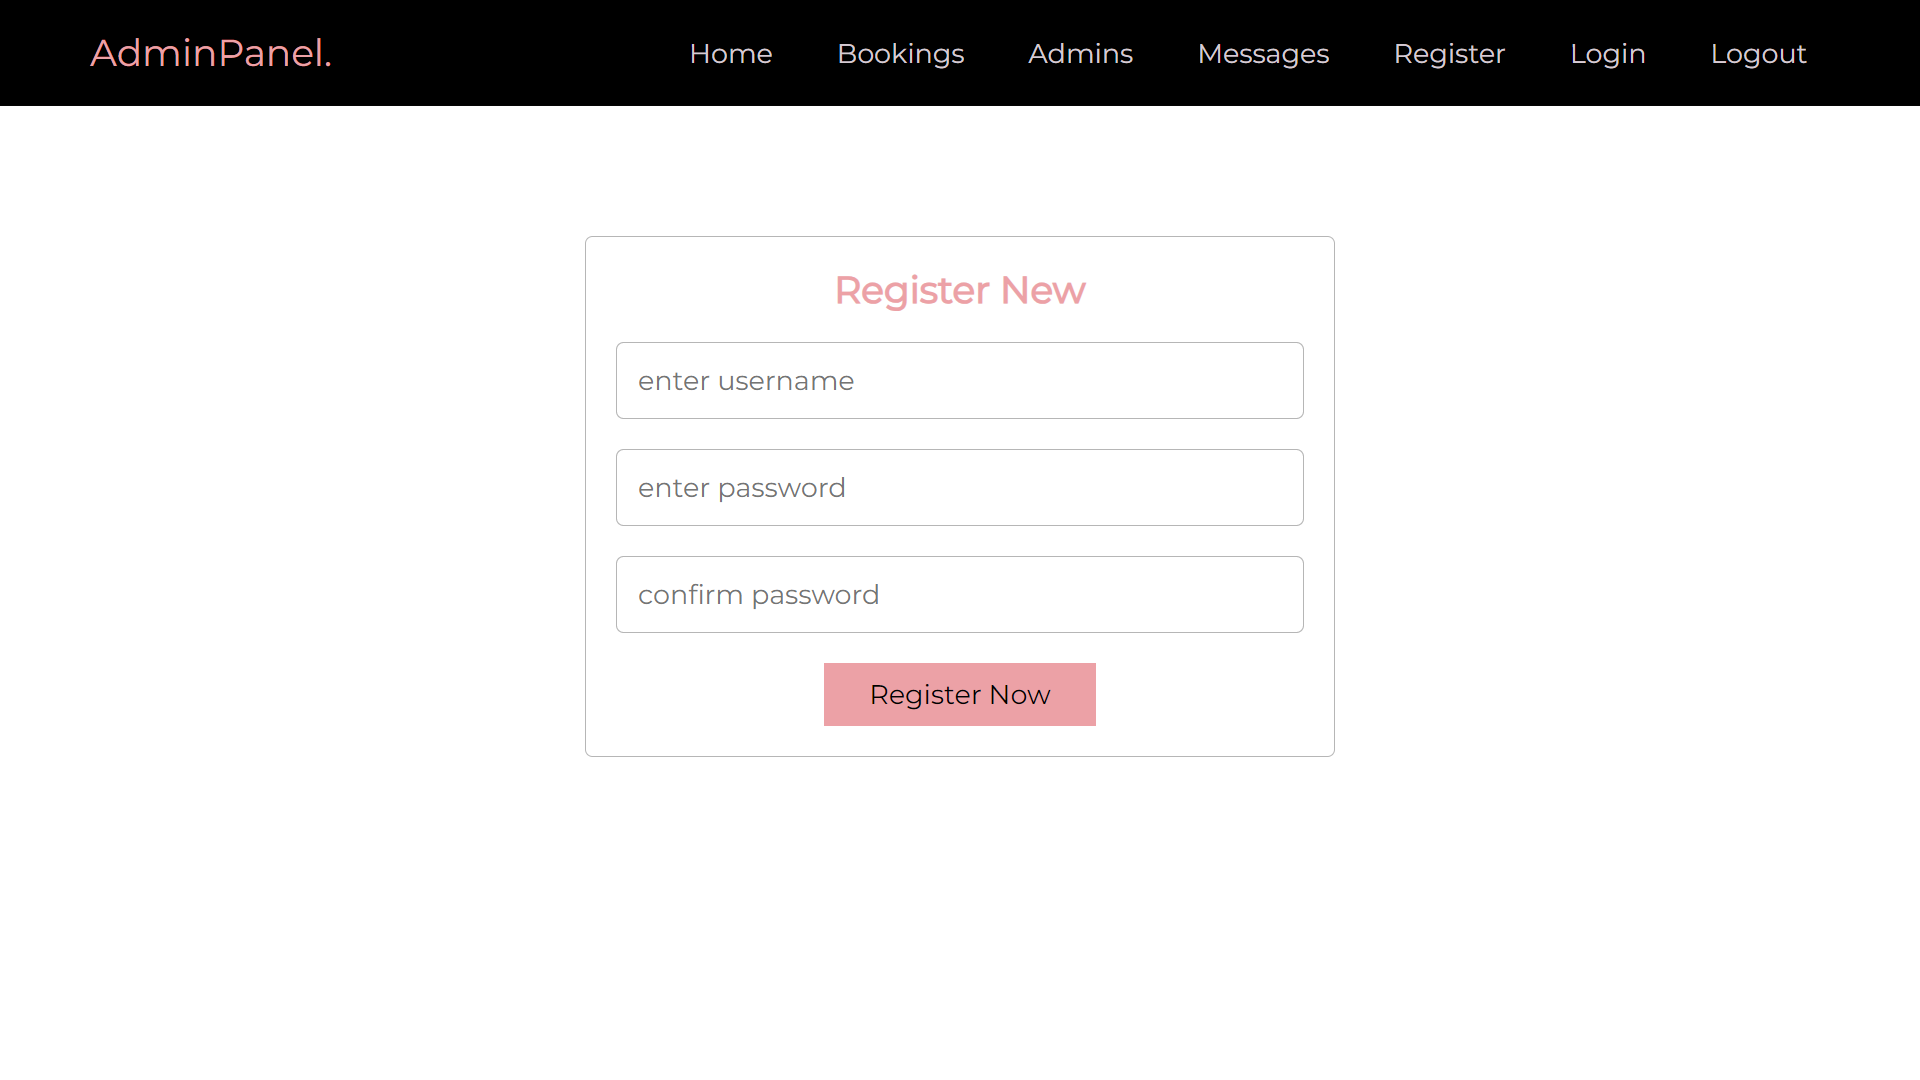 AdminPanel. Home Bookings Admins Messages Register Login Logout
Register New
enter username
enter password
confirm password
Register Now